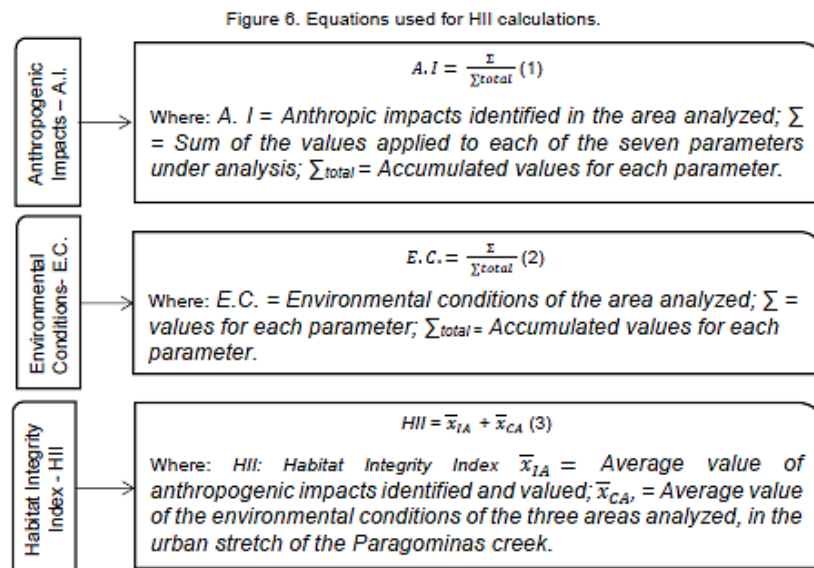 Figure 6. Equations used for HII calculations.
Anthropogenic
Impacts – A.I.
A.I = Σ / Σtotal (1)
Where: A. I = Anthropic impacts identified in the area analyzed; ∑
= Sum of the values applied to each of the seven parameters
under analysis; ∑total = Accumulated values for each parameter.
Environmental
Conditions- E.C.
E.C. = Σ / Σtotal (2)
Where: E.C. = Environmental conditions of the area analyzed; ∑ =
values for each parameter; ∑total = Accumulated values for each
parameter.
Habitat Integrity
Index - HII
HII = x̅IA + x̅CA (3)
Where: HII: Habitat Integrity Index x̅IA = Average value of
anthropogenic impacts identified and valued; x̅CA, = Average value
of the environmental conditions of the three areas analyzed, in the
urban stretch of the Paragominas creek.